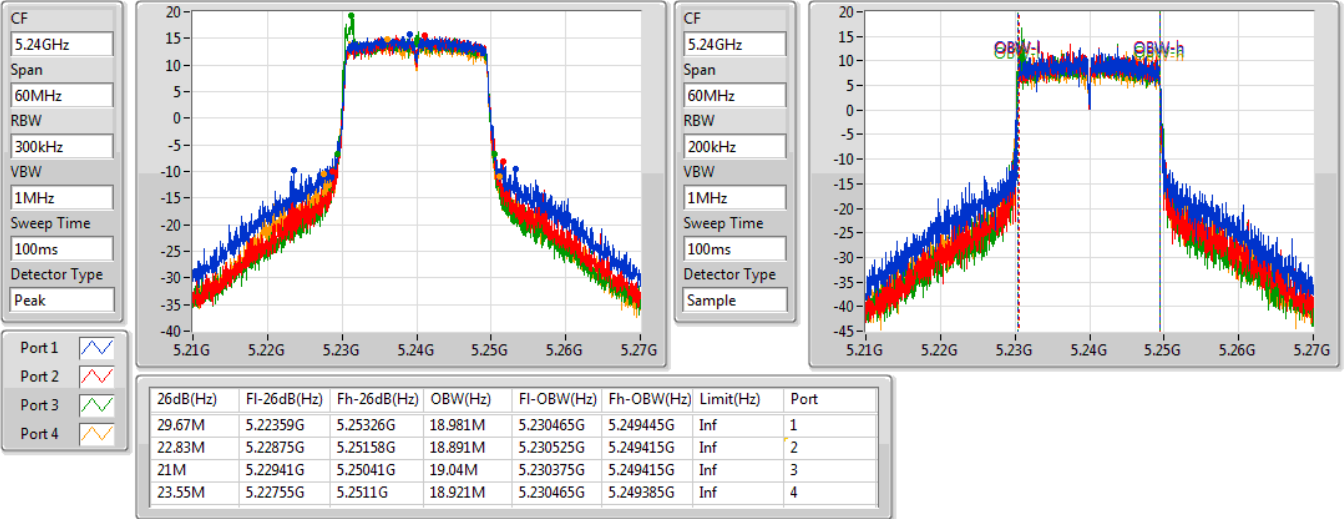 CF
5.24GHz
Span
60MHz
RBW
300kHz
VBW
1MHz
Sweep Time
100ms
Detector Type
Peak
20
15
10
5
0
-5
-10
-15
-20
-25
-30
-35
-40
5.21G 5.22G 5.23G 5.24G 5.25G 5.26G 5.27G
CF
5.24GHz
Span
60MHz
RBW
200kHz
VBW
1MHz
Sweep Time
100ms
Detector Type
Sample
20
15
10
5
0
-5
-10
-15
-20
-25
-30
-35
-40
-45
OBW-l OBW-h
5.21G 5.22G 5.23G 5.24G 5.25G 5.26G 5.27G
Port 1
Port 2
Port 3
Port 4
26dB(Hz) Fl-26dB(Hz) Fh-26dB(Hz) OBW(Hz) Fl-OBW(Hz) Fh-OBW(Hz) Limit(Hz) Port
29.67M 5.22359G 5.25326G 18.981M 5.230465G 5.249445G Inf 1
22.83M 5.22875G 5.25158G 18.891M 5.230525G 5.249415G Inf 2
21M 5.22941G 5.25041G 19.04M 5.230375G 5.249415G Inf 3
23.55M 5.22755G 5.2511G 18.921M 5.230465G 5.249385G Inf 4